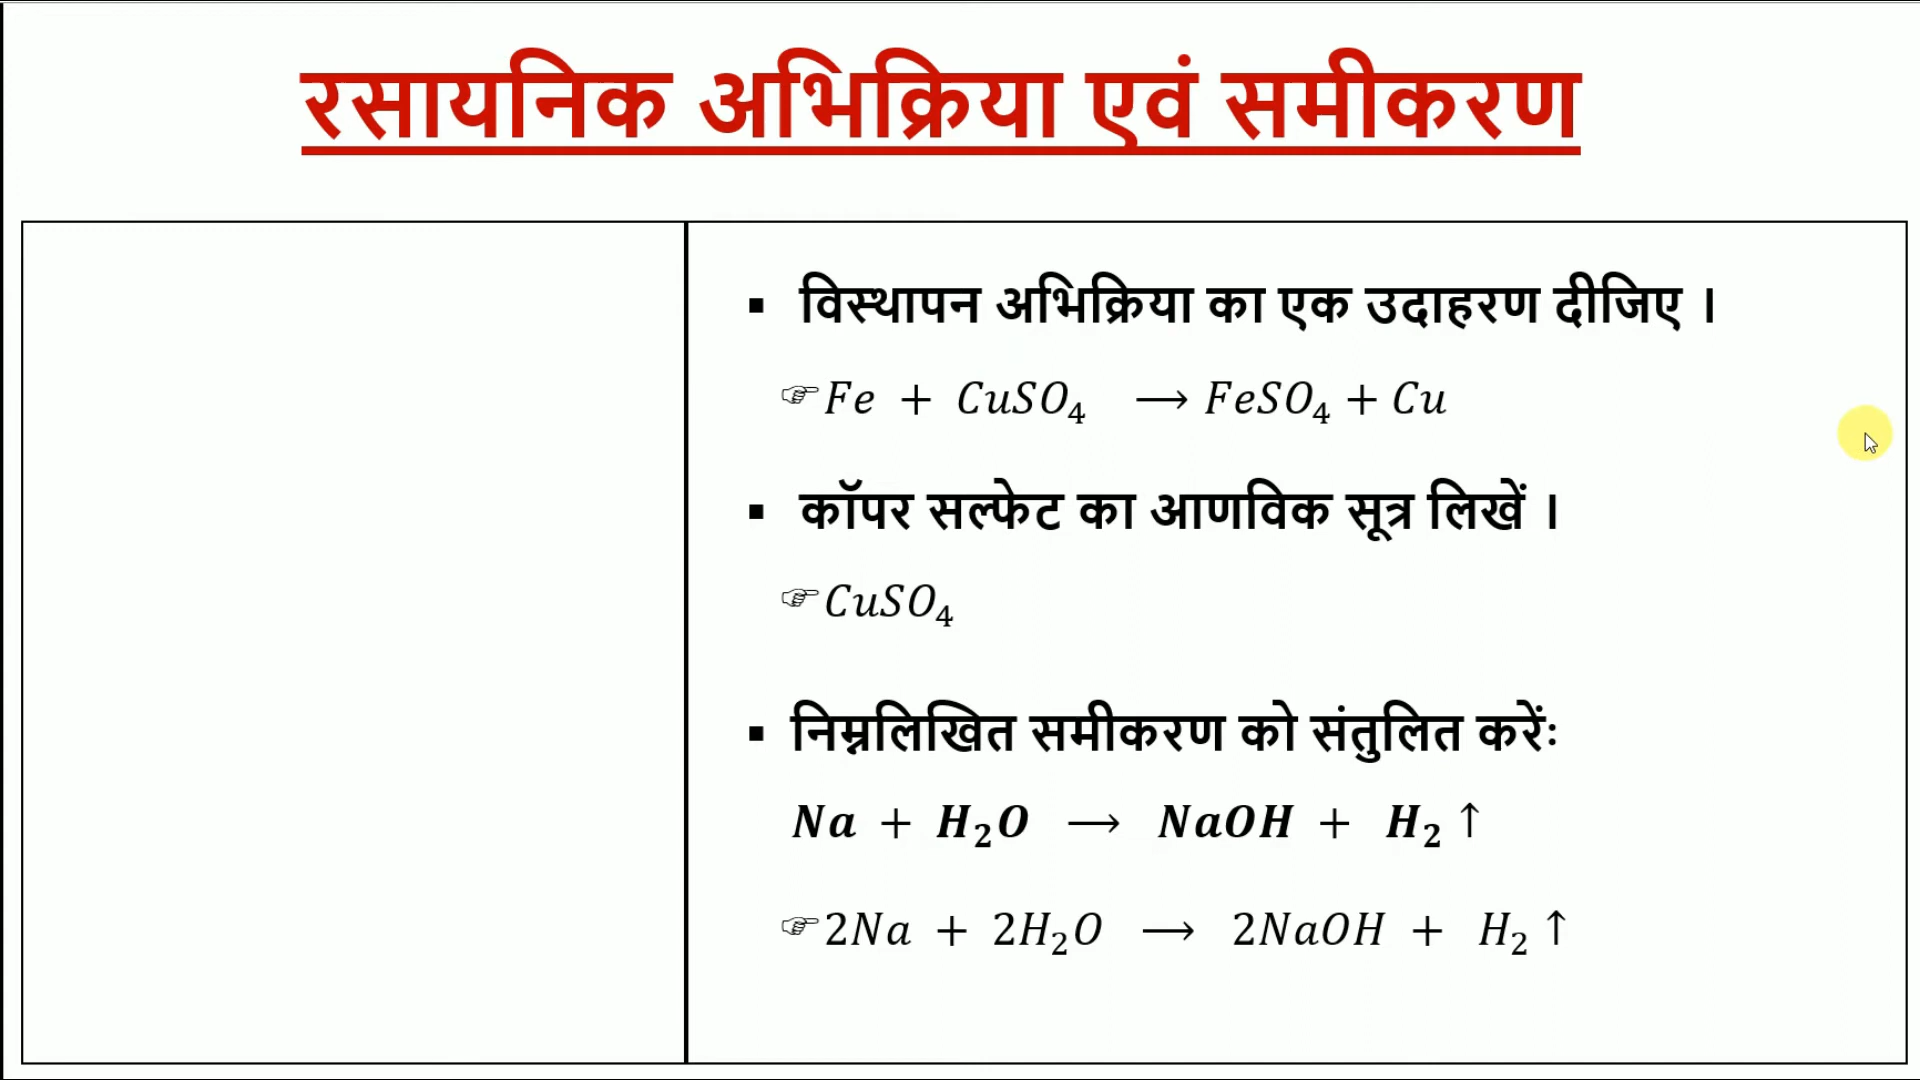 रसायनिक अभिक्रिया एवं समीकरण
▪ विस्थापन अभिक्रिया का एक उदाहरण दीजिए ।
☞Fe + CuSO₄ ⟶ FeSO₄ + Cu
▪ कॉपर सल्फेट का आणविक सूत्र लिखें ।
☞CuSO₄
▪ निम्नलिखित समीकरण को संतुलित करेंः
Na + H₂O ⟶ NaOH + H₂ ↑
☞2Na + 2H₂O ⟶ 2NaOH + H₂ ↑